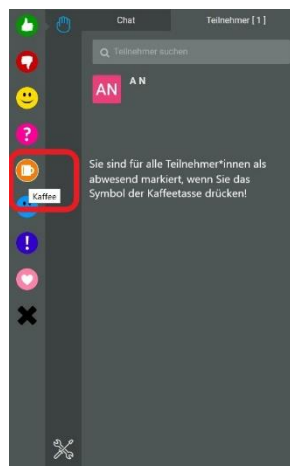 Chat Teilnehmer [ 1 ]
Teilnehmer suchen
AN A N
?
Sie sind für alle Teilnehmer*innen als
abwesend markiert, wenn Sie das
Symbol der Kaffeetasse drücken!
Kaffee
!